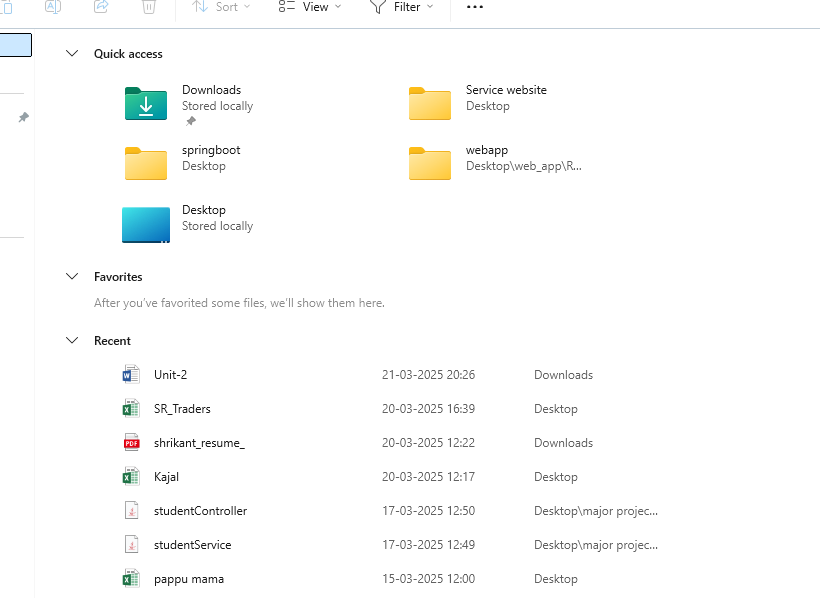 Sort View Filter ...
Quick access
Downloads
Stored locally
Service website
Desktop
springboot
Desktop
webapp
Desktop\web_app\R...
Desktop
Stored locally
Favorites
After you've favorited some files, we'll show them here.
Recent
Unit-2 21-03-2025 20:26 Downloads
SR_Traders 20-03-2025 16:39 Desktop
PDF shrikant_resume_ 20-03-2025 12:22 Downloads
Kajal 20-03-2025 12:17 Desktop
studentController 17-03-2025 12:50 Desktop\major projec...
studentService 17-03-2025 12:49 Desktop\major projec...
pappu mama 15-03-2025 12:00 Desktop